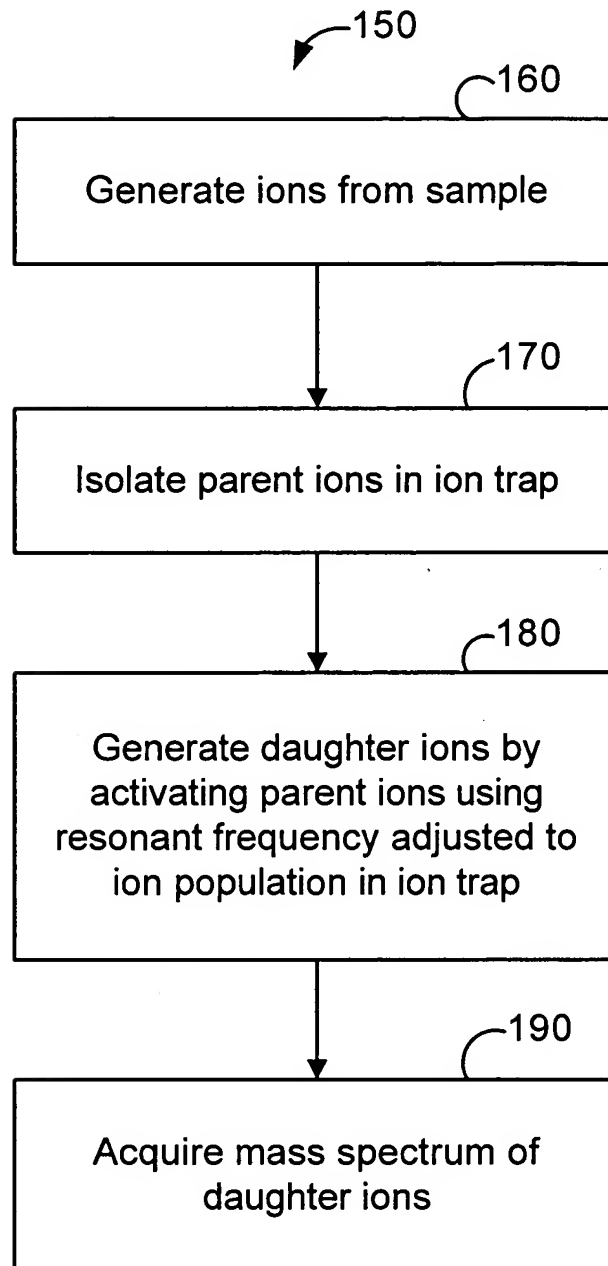 150
160
Generate ions from sample
170
Isolate parent ions in ion trap
180
Generate daughter ions by
activating parent ions using
resonant frequency adjusted to
ion population in ion trap
190
Acquire mass spectrum of
daughter ions